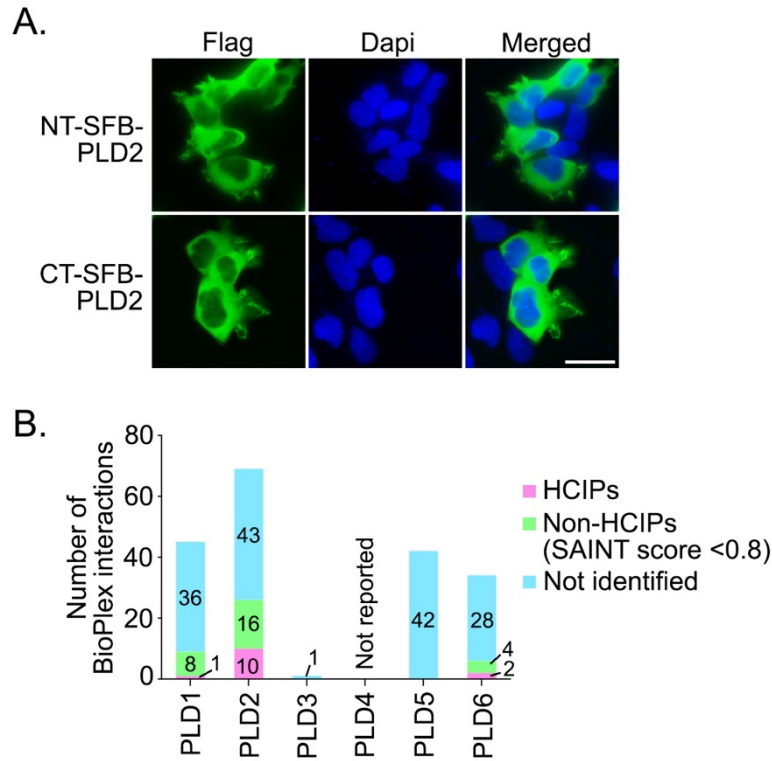 A.
Flag Dapi Merged
NT-SFB-
PLD2
CT-SFB-
PLD2
B.
Number of
BioPlex interactions
80
60
40
20
0
36
8
1
43
16
10
1
Not reported
42
28
4
2
PLD1
PLD2
PLD3
PLD4
PLD5
PLD6
HCIPs
Non-HCIPs
(SAINT score <0.8)
Not identified